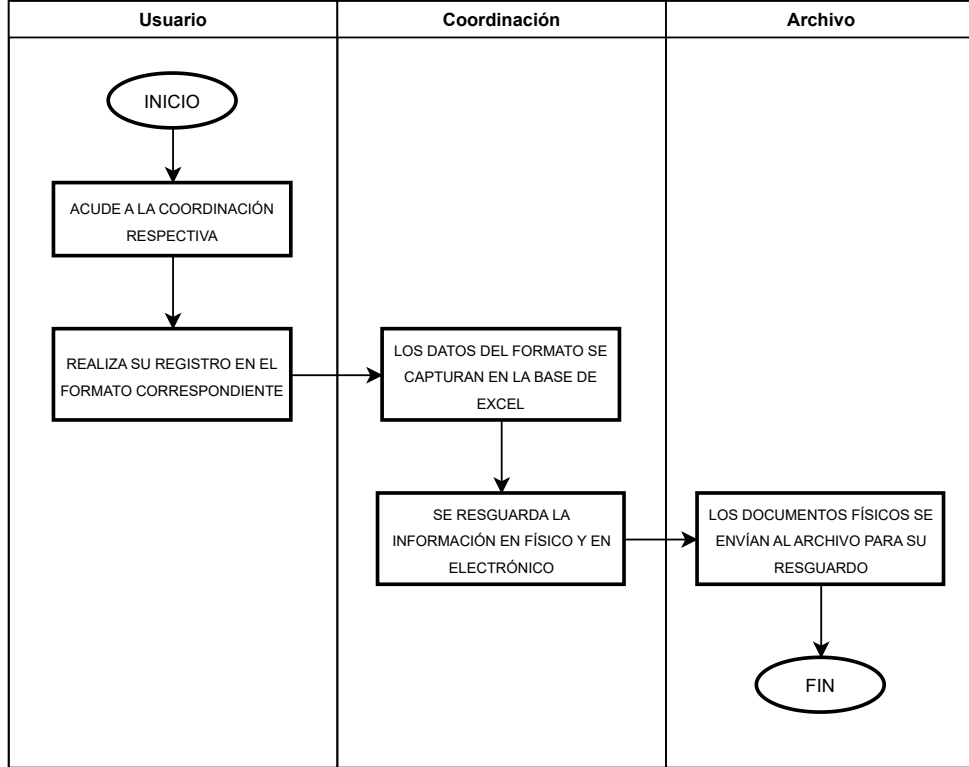 Usuario
Coordinación
Archivo
INICIO
ACUDE A LA COORDINACIÓN
RESPECTIVA
REALIZA SU REGISTRO EN EL
FORMATO CORRESPONDIENTE
LOS DATOS DEL FORMATO SE
CAPTURAN EN LA BASE DE
EXCEL
SE RESGUARDA LA
INFORMACIÓN EN FÍSICO Y EN
ELECTRÓNICO
LOS DOCUMENTOS FÍSICOS SE
ENVÍAN AL ARCHIVO PARA SU
RESGUARDO
FIN